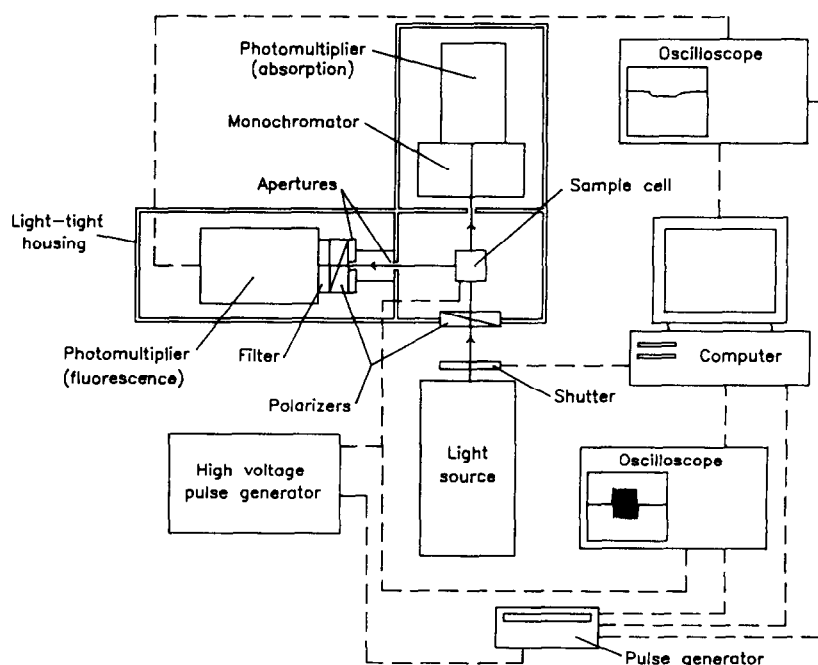 Photomultiplier
(absorption)
Oscilloscope
Monochromator
Apertures
Sample cell
Light-tight
housing
Photomultiplier
(fluorescence)
Filter
Computer
Polarizers
Shutter
High voltage
pulse generator
Light
source
Oscilloscope
Pulse generator